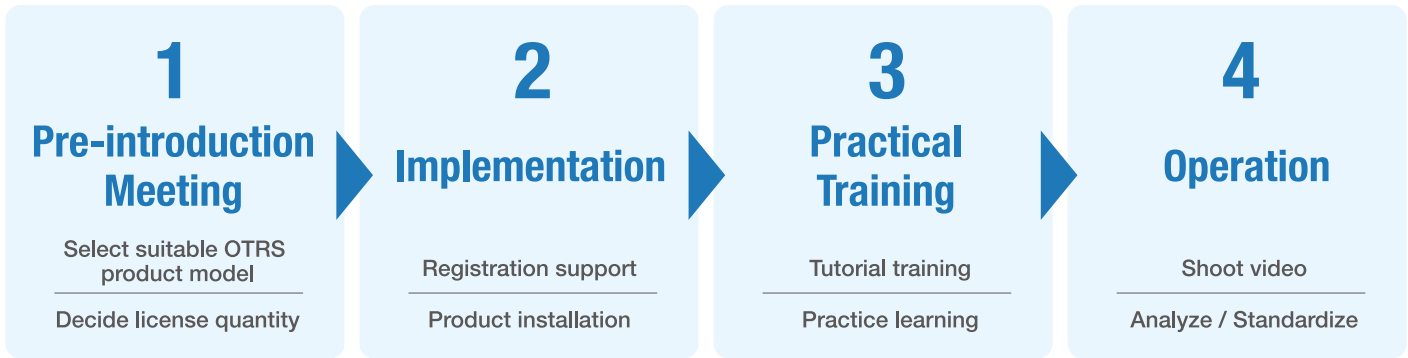 1
Pre-introduction
Meeting
Select suitable OTRS
product model
Decide license quantity
2
Implementation
Registration support
Product installation
3
Practical
Training
Tutorial training
Practice learning
4
Operation
Shoot video
Analyze / Standardize